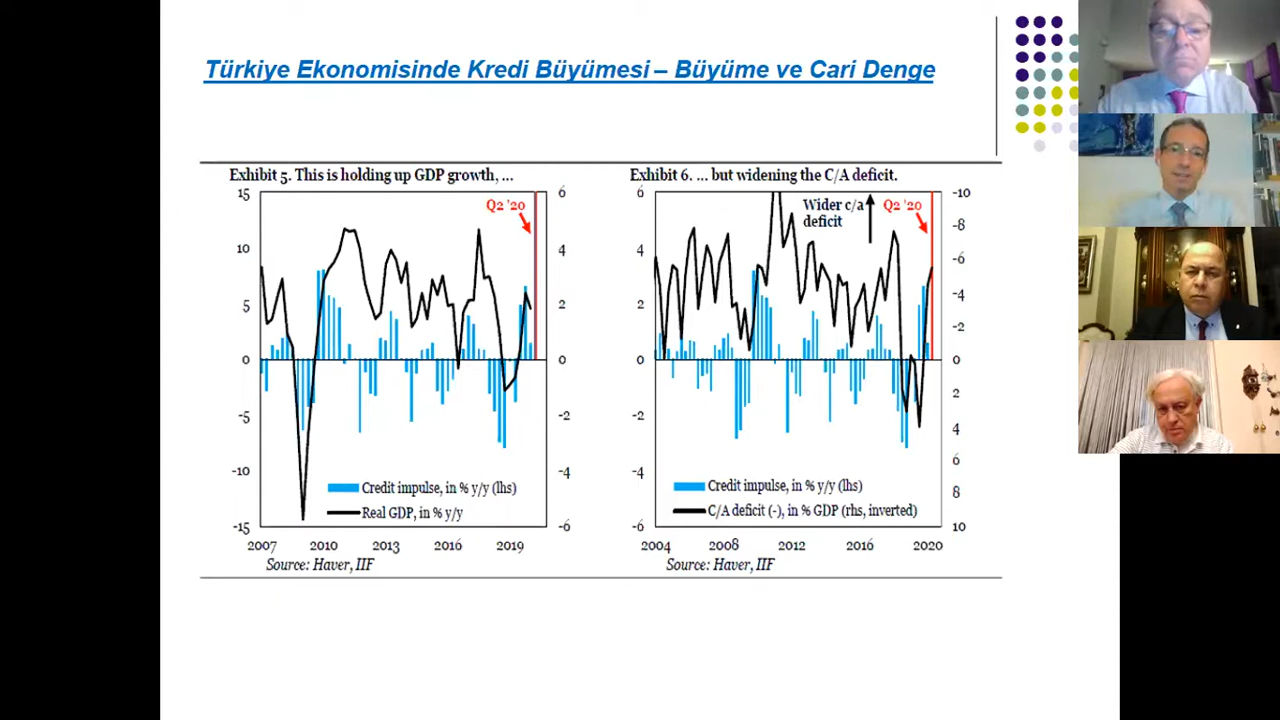 Türkiye Ekonomisinde Kredi Büyümesi – Büyüme ve Cari Denge
Exhibit 5. This is holding up GDP growth, ...
15
10
5
0
-5
-10
-15
6
4
2
0
-2
-4
-6
Q2 '20
Credit impulse, in % y/y (lhs)
Real GDP, in % y/y
2007 2010 2013 2016 2019
Source: Haver, IIF
Exhibit 6. ... but widening the C/A deficit.
6
4
2
0
-2
-4
-6
-10
-8
-6
-4
-2
0
2
4
6
8
10
Wider c/a
deficit
Q2 '20
Credit impulse, in % y/y (lhs)
C/A deficit (-), in % GDP (rhs, inverted)
2004 2008 2012 2016 2020
Source: Haver, IIF